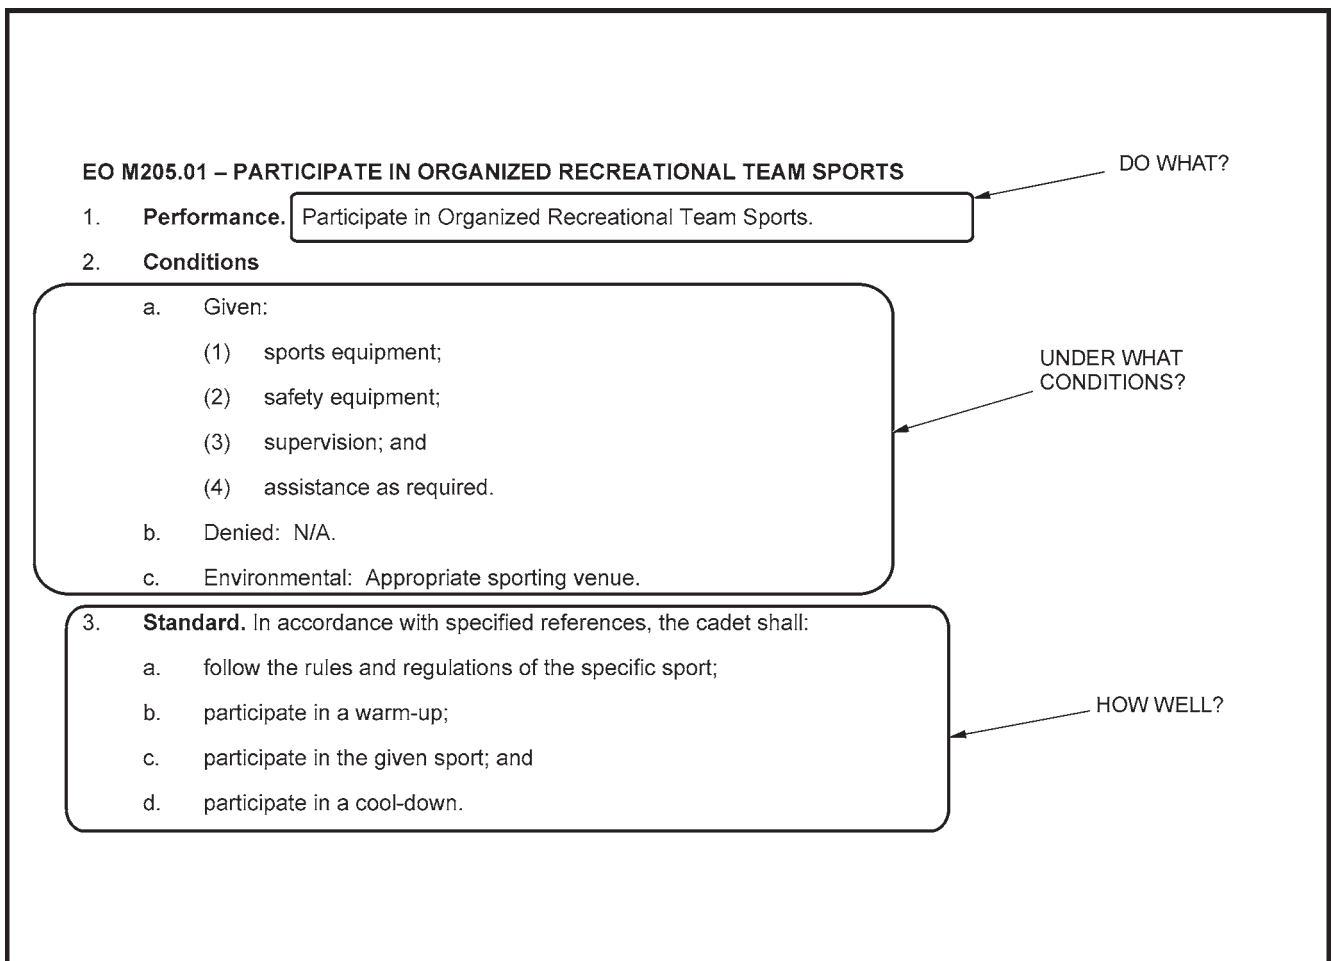 EO M205.01 – PARTICIPATE IN ORGANIZED RECREATIONAL TEAM SPORTS
DO WHAT?
1. Performance. Participate in Organized Recreational Team Sports.
2. Conditions
a. Given:
(1) sports equipment;
UNDER WHAT
CONDITIONS?
(2) safety equipment;
(3) supervision; and
(4) assistance as required.
b. Denied: N/A.
c. Environmental: Appropriate sporting venue.
3. Standard. In accordance with specified references, the cadet shall:
a. follow the rules and regulations of the specific sport;
b. participate in a warm-up;
HOW WELL?
c. participate in the given sport; and
d. participate in a cool-down.